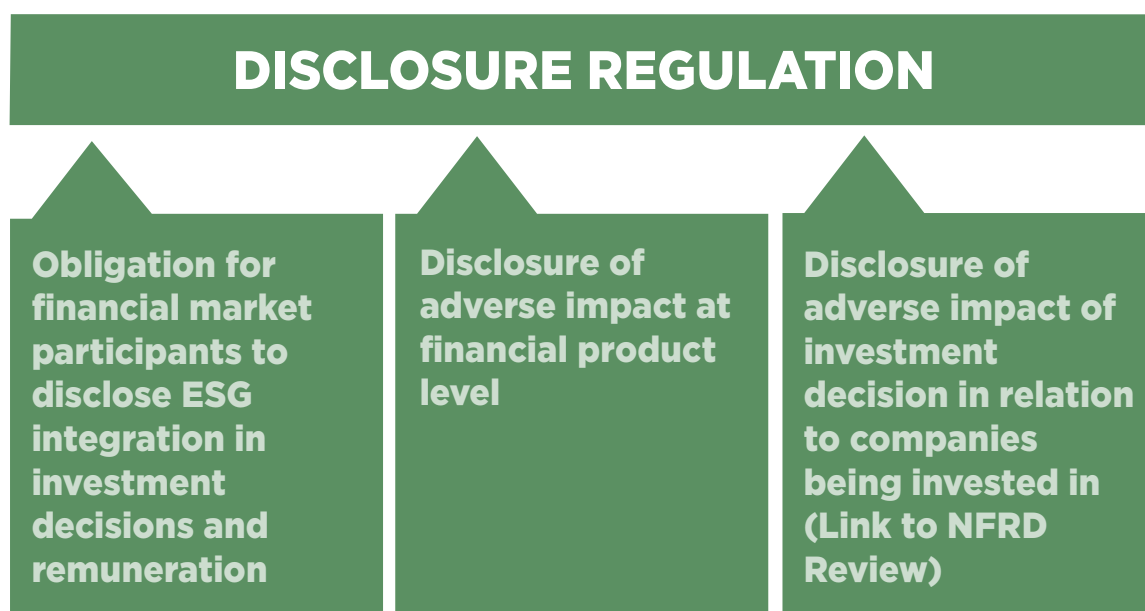 DISCLOSURE REGULATION
Obligation for
financial market
participants to
disclose ESG
integration in
investment
decisions and
remuneration
Disclosure of
adverse impact at
financial product
level
Disclosure of
adverse impact of
investment
decision in relation
to companies
being invested in
(Link to NFRD
Review)